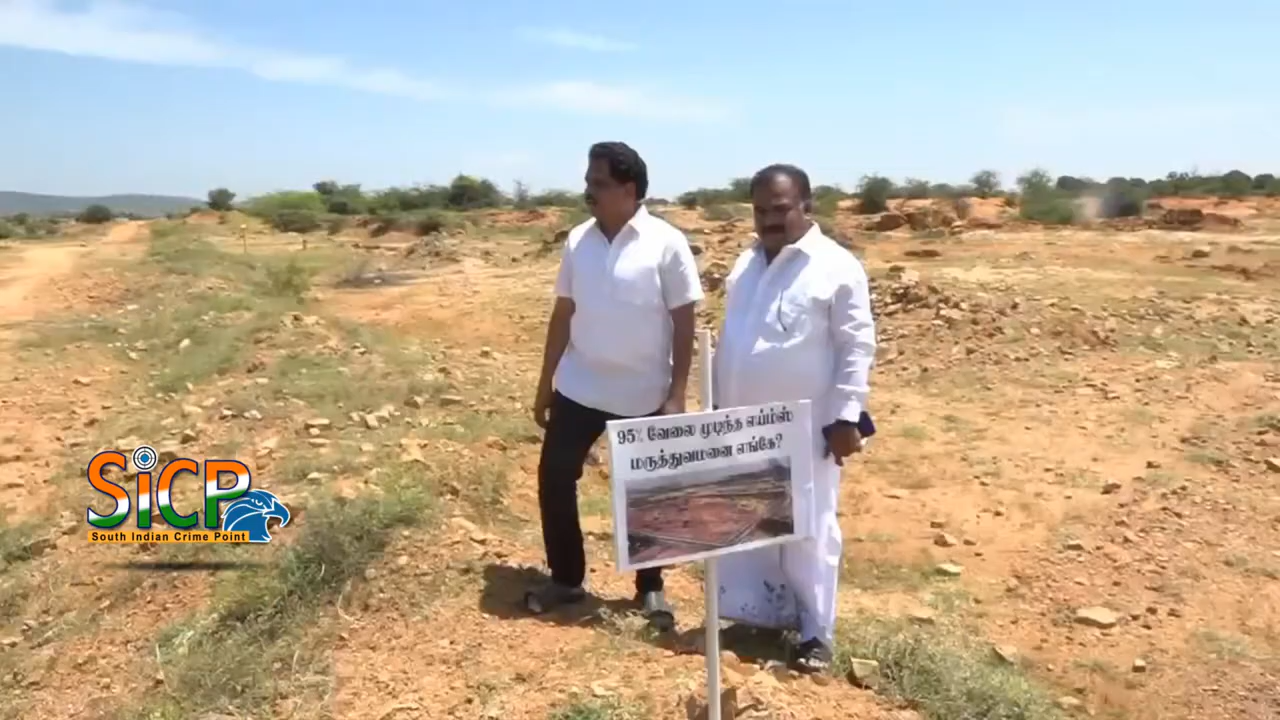 95% வேலை முடிந்த எய்ம்ஸ்
மருத்துவமனை எங்கே?
SiCP
South Indian Crime Point